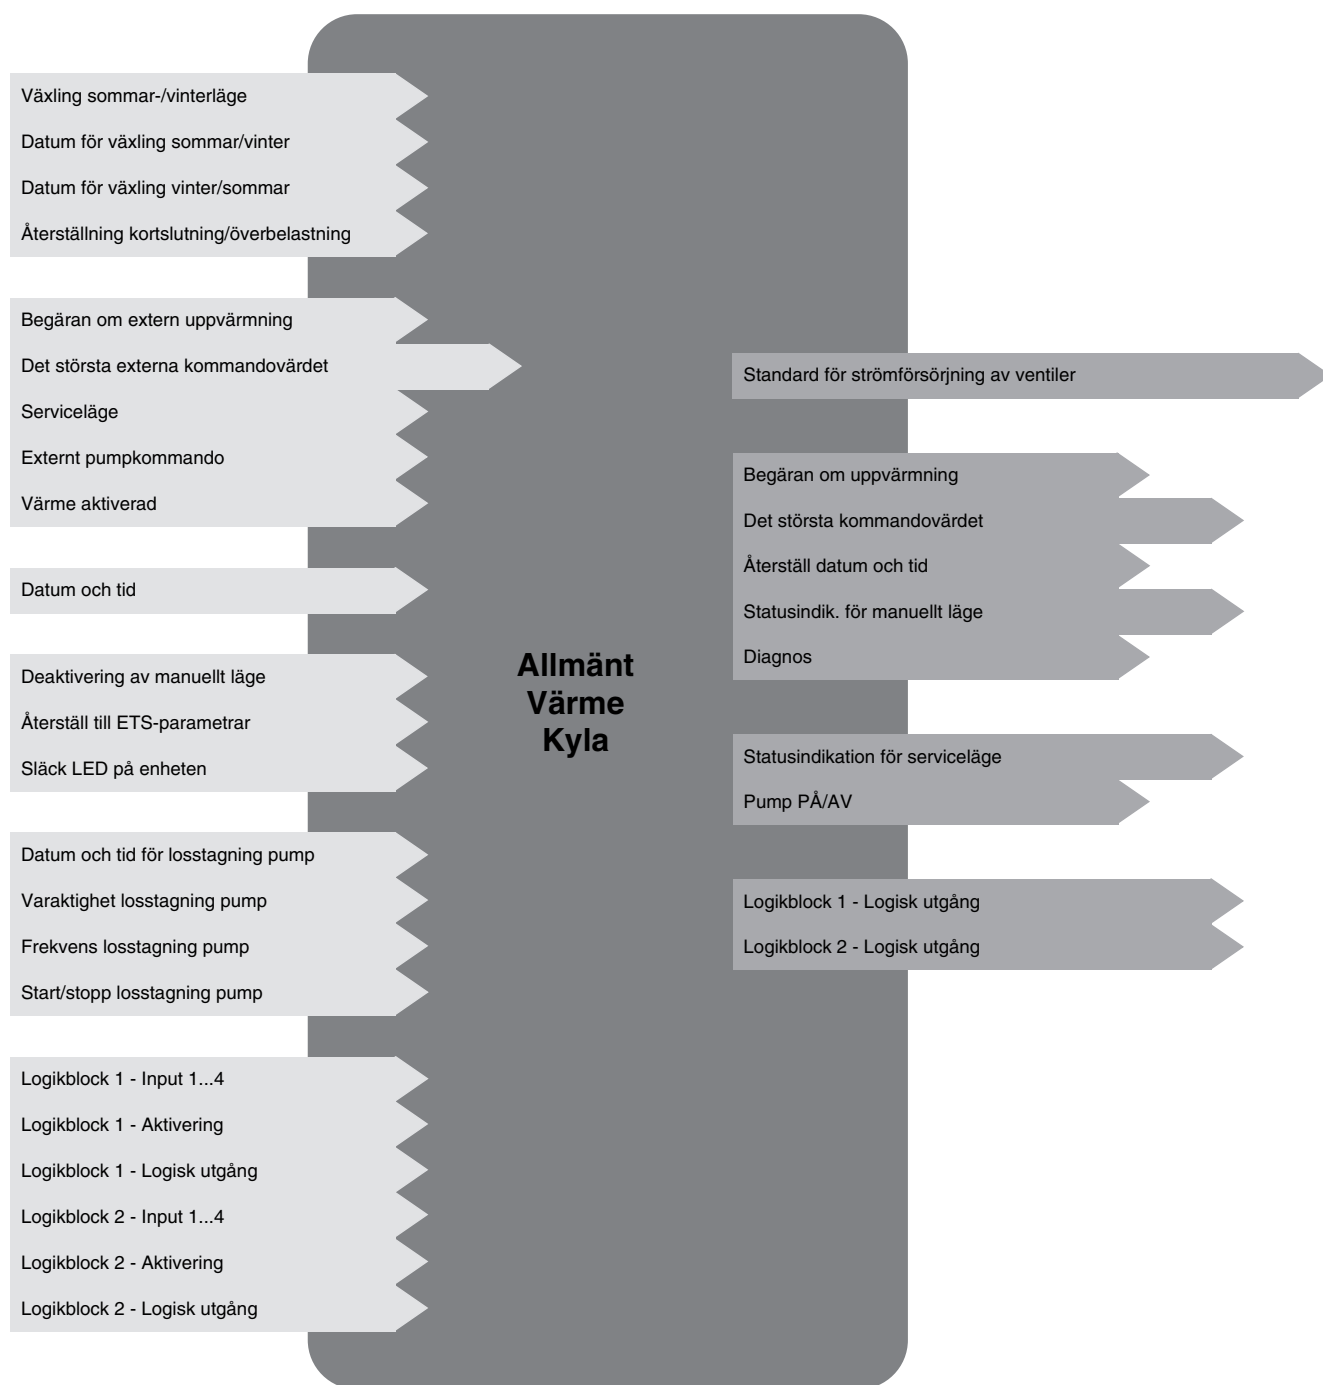 Växling sommar-/vinterläge
Datum för växling sommar/vinter
Datum för växling vinter/sommar
Återställning kortslutning/överbelastning
Begäran om extern uppvärmning
Det största externa kommandovärdet
Serviceläge
Externt pumpkommando
Värme aktiverad
Datum och tid
Deaktivering av manuellt läge
Återställ till ETS-parametrar
Släck LED på enheten
Datum och tid för losstagning pump
Varaktighet losstagning pump
Frekvens losstagning pump
Start/stopp losstagning pump
Logikblock 1 - Input 1...4
Logikblock 1 - Aktivering
Logikblock 1 - Logisk utgång
Logikblock 2 - Input 1...4
Logikblock 2 - Aktivering
Logikblock 2 - Logisk utgång
Allmänt
Värme
Kyla
Standard för strömförsörjning av ventiler
Begäran om uppvärmning
Det största kommandovärdet
Återställ datum och tid
Statusindik. för manuellt läge
Diagnos
Statusindikation för serviceläge
Pump PÅ/AV
Logikblock 1 - Logisk utgång
Logikblock 2 - Logisk utgång